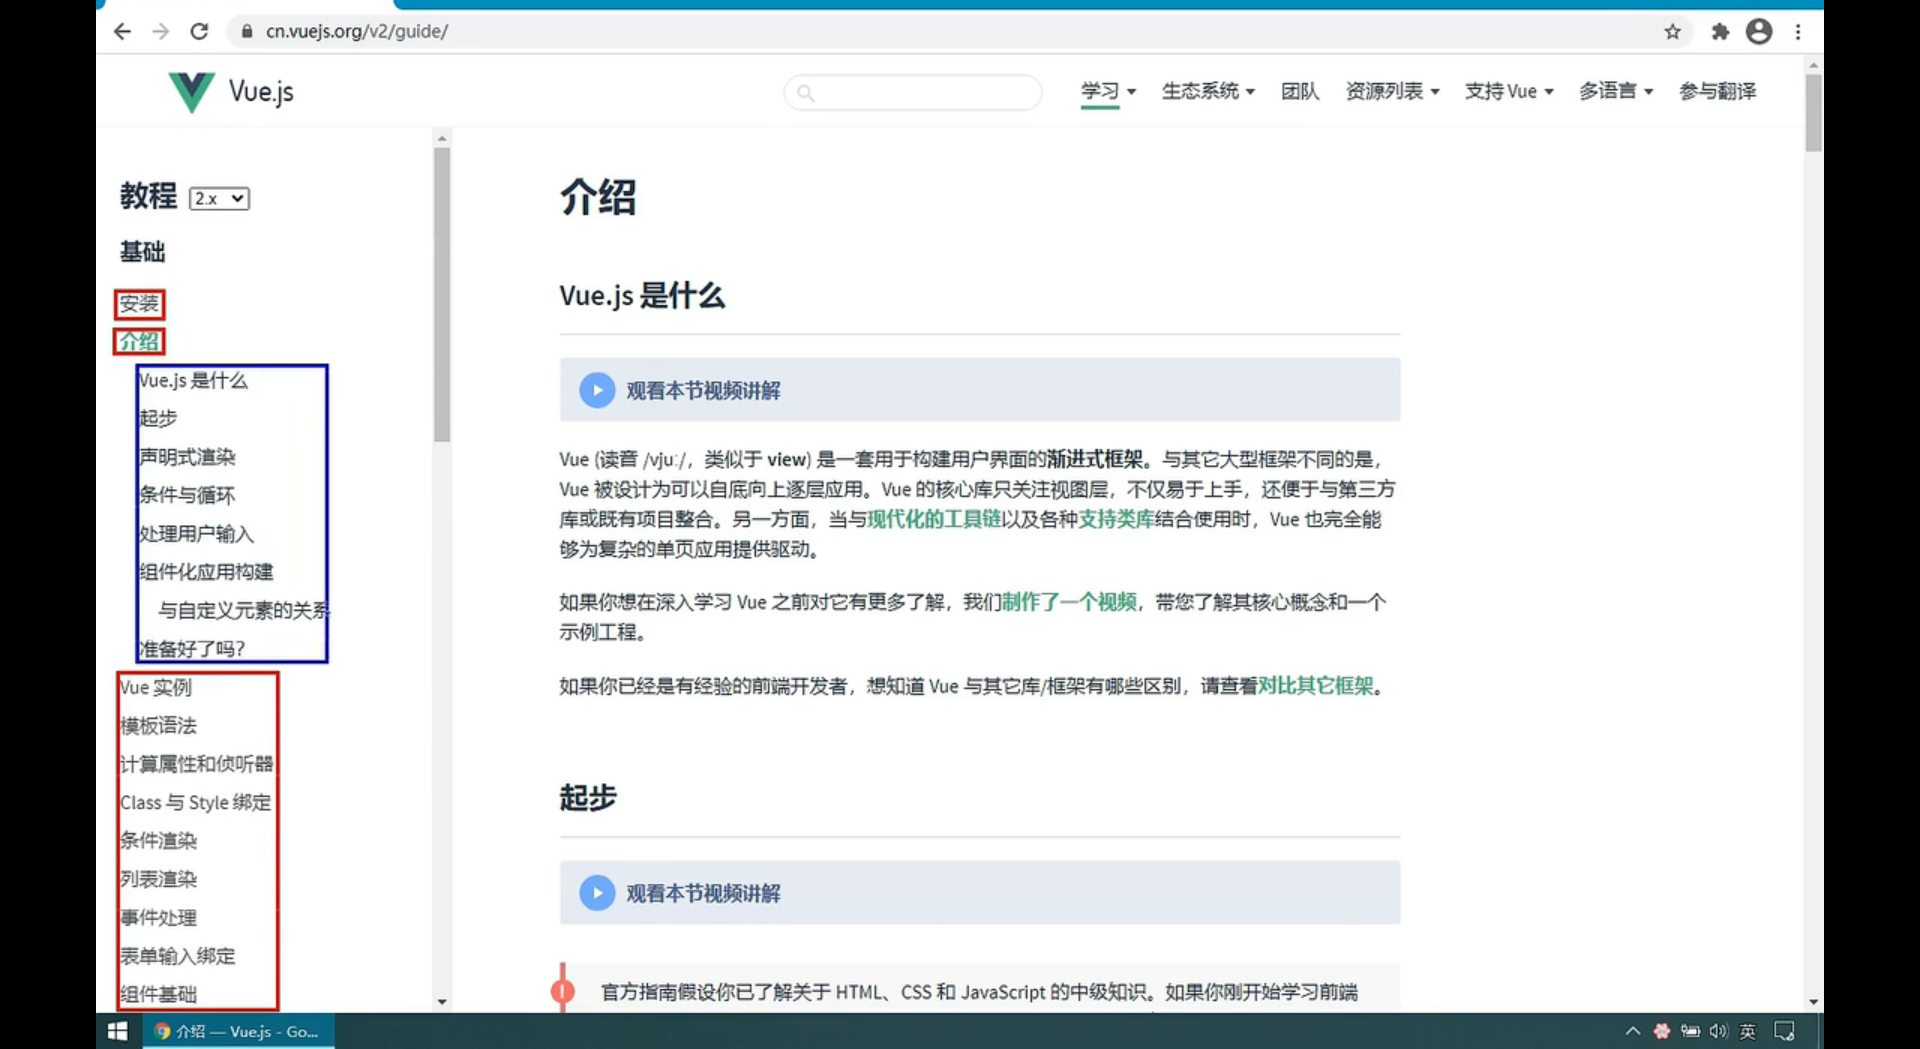 cn.vuejs.org/v2/guide/
Vue.js
学习 生态系统 团队 资源列表 支持 Vue 多语言 参与翻译
教程 2.x
基础
安装
介绍
Vue.js 是什么
起步
声明式渲染
条件与循环
处理用户输入
组件化应用构建
与自定义元素的关系
准备好了吗？
Vue 实例
模板语法
计算属性和侦听器
Class 与 Style 绑定
条件渲染
列表渲染
事件处理
表单输入绑定
组件基础
介绍
Vue.js 是什么
观看本节视频讲解
Vue (读音 /vjuː/，类似于 view) 是一套用于构建用户界面的渐进式框架。与其它大型框架不同的是，
Vue 被设计为可以自底向上逐层应用。Vue 的核心库只关注视图层，不仅易于上手，还便于与第三方
库或既有项目整合。另一方面，当与现代化的工具链以及各种支持类库结合使用时，Vue 也完全能
够为复杂的单页应用提供驱动。
如果你想在深入学习 Vue 之前对它有更多了解，我们制作了一个视频，带您了解其核心概念和一个
示例工程。
如果你已经是有经验的前端开发者，想知道 Vue 与其它库/框架有哪些区别，请查看对比其它框架。
起步
观看本节视频讲解
官方指南假设你已了解关于 HTML、CSS 和 JavaScript 的中级知识。如果你刚开始学习前端
介绍 — Vue.js - Go...
英